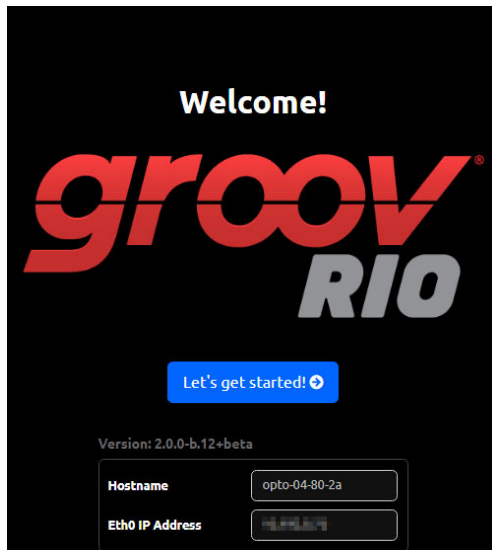 Welcome!
groov®
RIO
Let's get started!
Version: 2.0.0-b.12+beta
Hostname opto-04-80-2a
Eth0 IP Address